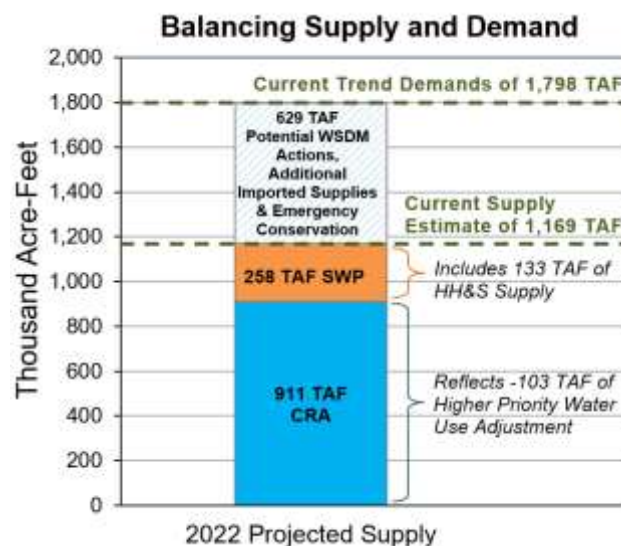 Balancing Supply and Demand
Thousand Acre-Feet
2,000
1,800
1,600
1,400
1,200
1,000
800
600
400
200
0
Current Trend Demands of 1,798 TAF
629 TAF
Potential WSDM
Actions,
Additional
Imported Supplies
& Emergency
Conservation
Current Supply
Estimate of 1,169 TAF
258 TAF SWP
Includes 133 TAF of
HH&S Supply
911 TAF
CRA
Reflects -103 TAF of
Higher Priority Water
Use Adjustment
2022 Projected Supply